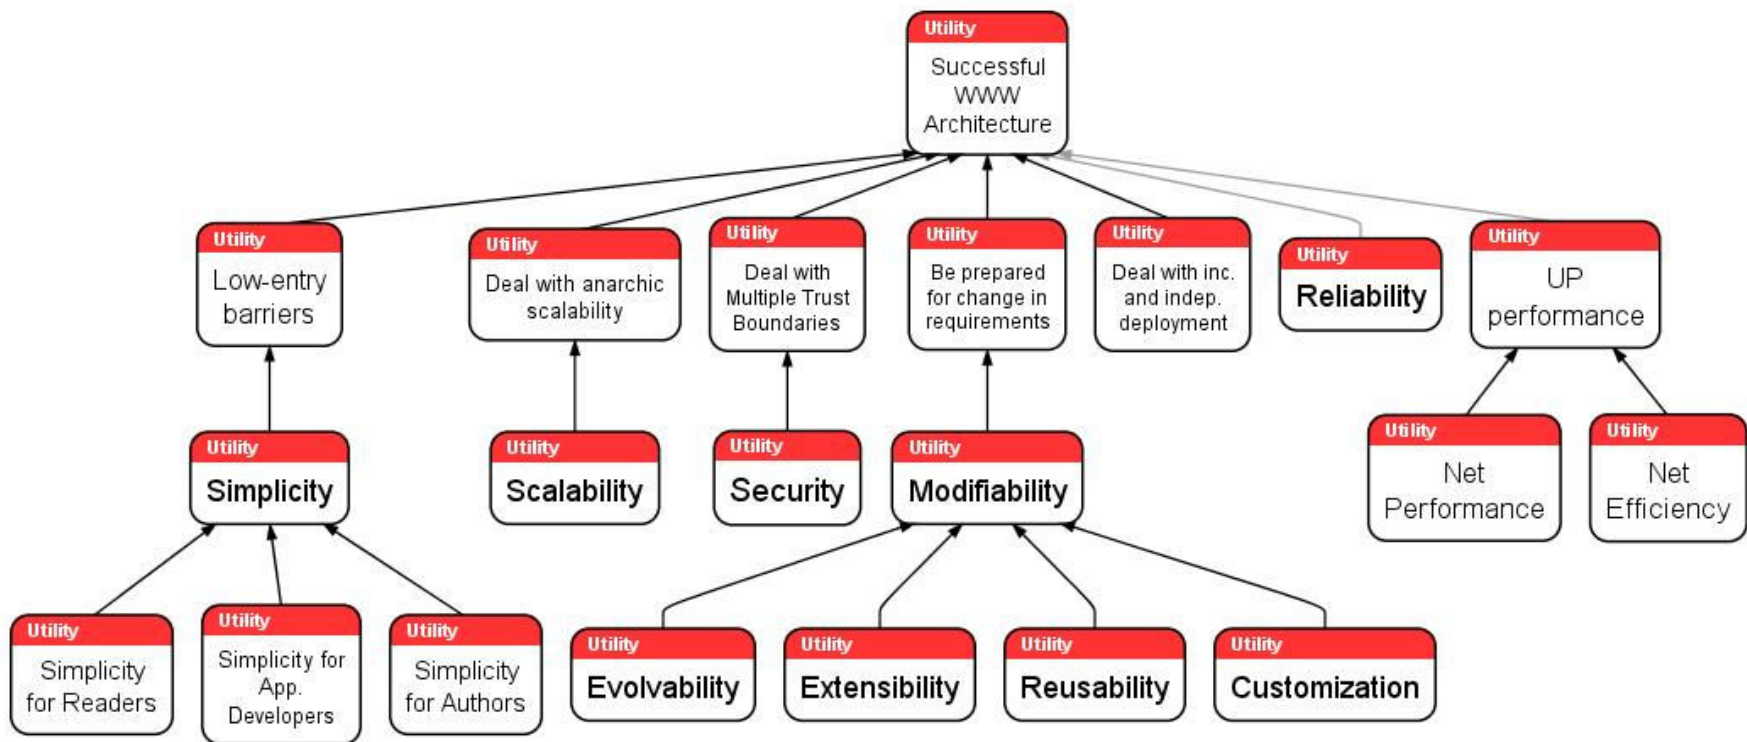 Utility
Successful
WWW
Architecture
Utility
Low-entry
barriers
Utility
Deal with anarchic
scalability
Utility
Deal with
Multiple Trust
Boundaries
Utility
Be prepared
for change in
requirements
Utility
Deal with inc.
and indep.
deployment
Utility
Reliability
Utility
UP
performance
Utility
Simplicity
Utility
Scalability
Utility
Security
Utility
Modifiability
Utility
Net
Performance
Utility
Net
Efficiency
Utility
Simplicity
for Readers
Utility
Simplicity for
App.
Developers
Utility
Simplicity
for Authors
Utility
Evolvability
Utility
Extensibility
Utility
Reusability
Utility
Customization